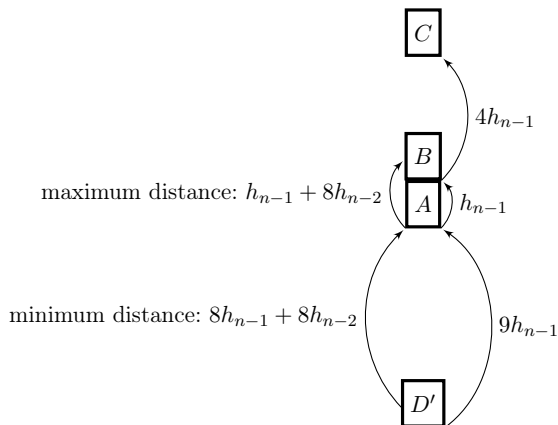 C
4h_{n-1}
B
maximum distance: h_{n-1} + 8h_{n-2}
A
h_{n-1}
minimum distance: 8h_{n-1} + 8h_{n-2}
9h_{n-1}
D′